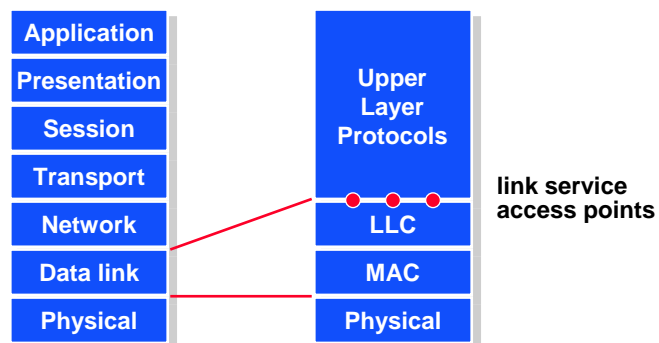 Application
Presentation
Session
Transport
Network
Data link
Physical
Upper
Layer
Protocols
LLC
MAC
Physical
link service
access points